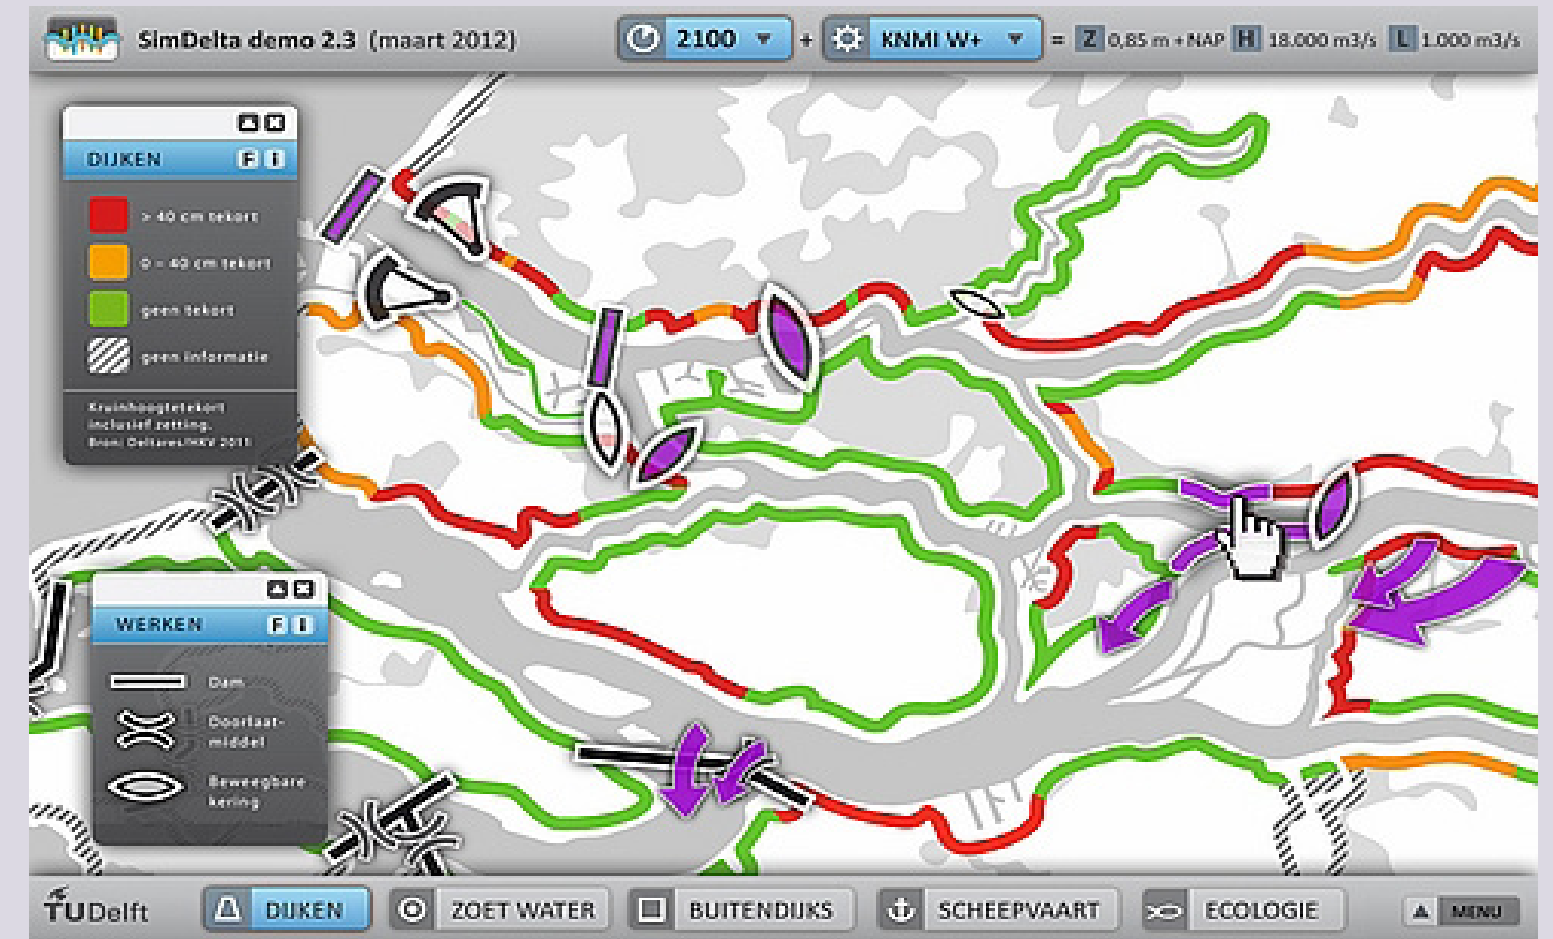 SimDelta demo 2.3 (maart 2012)
2100 + KNMI W+ = Z 0,85 m + NAP H 18.000 m3/s L 1.000 m3/s
DIJKEN F i
> 40 cm tekort
0 – 40 cm tekort
geen tekort
geen informatie
Kruinhoogtetekort
inclusief zetting.
Bron: Deltares/HKV 2011
WERKEN F i
Dam
Doorlaat-
middel
Beweegbare
kering
TUDelft DIJKEN ZOET WATER BUITENDIJKS SCHEEPVAART ECOLOGIE MENU